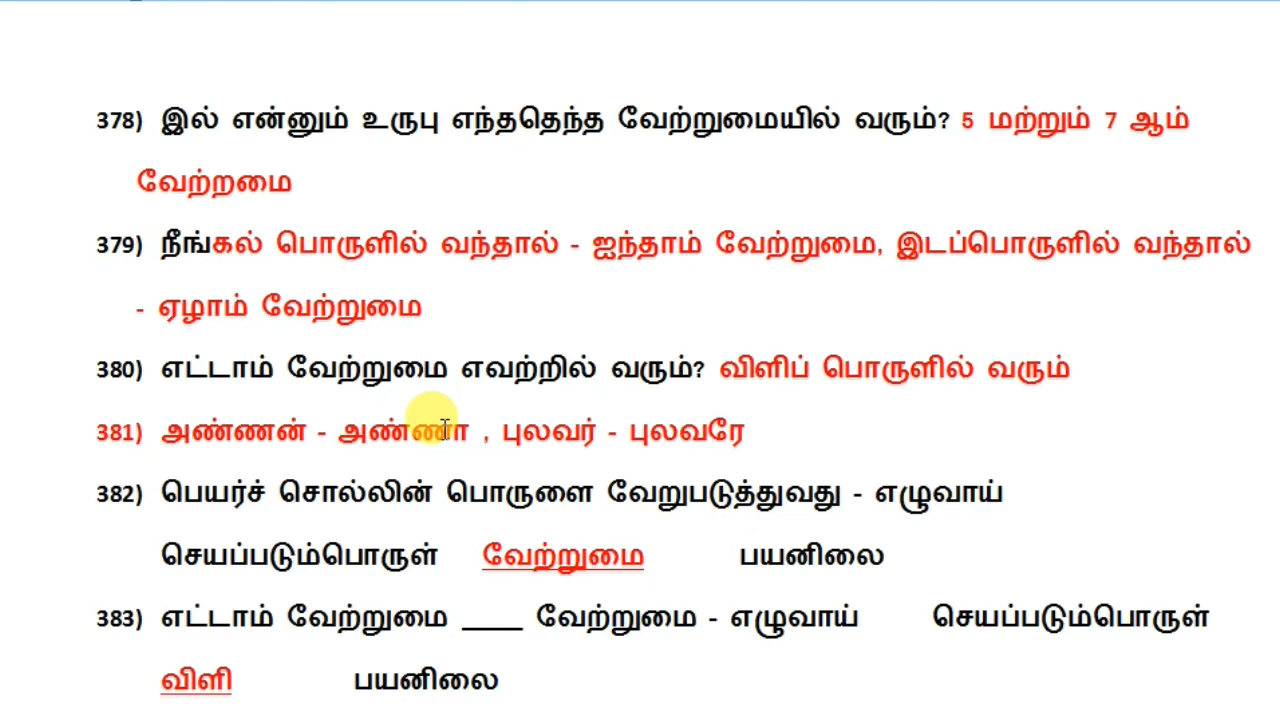 378) இல் என்னும் உருபு எந்ததெந்த வேற்றுமையில் வரும்? 5 மற்றும் 7 ஆம்
வேற்றமை
379) நீங்கல் பொருளில் வந்தால் - ஐந்தாம் வேற்றுமை, இடப்பொருளில் வந்தால்
- ஏழாம் வேற்றுமை
380) எட்டாம் வேற்றுமை எவற்றில் வரும்? விளிப் பொருளில் வரும்
381) அண்ணன் - அண்ணா , புலவர் - புலவரே
382) பெயர்ச் சொல்லின் பொருளை வேறுபடுத்துவது - எழுவாய்
செயப்படும்பொருள் வேற்றுமை பயனிலை
383) எட்டாம் வேற்றுமை ____ வேற்றுமை - எழுவாய் செயப்படும்பொருள்
விளி பயனிலை